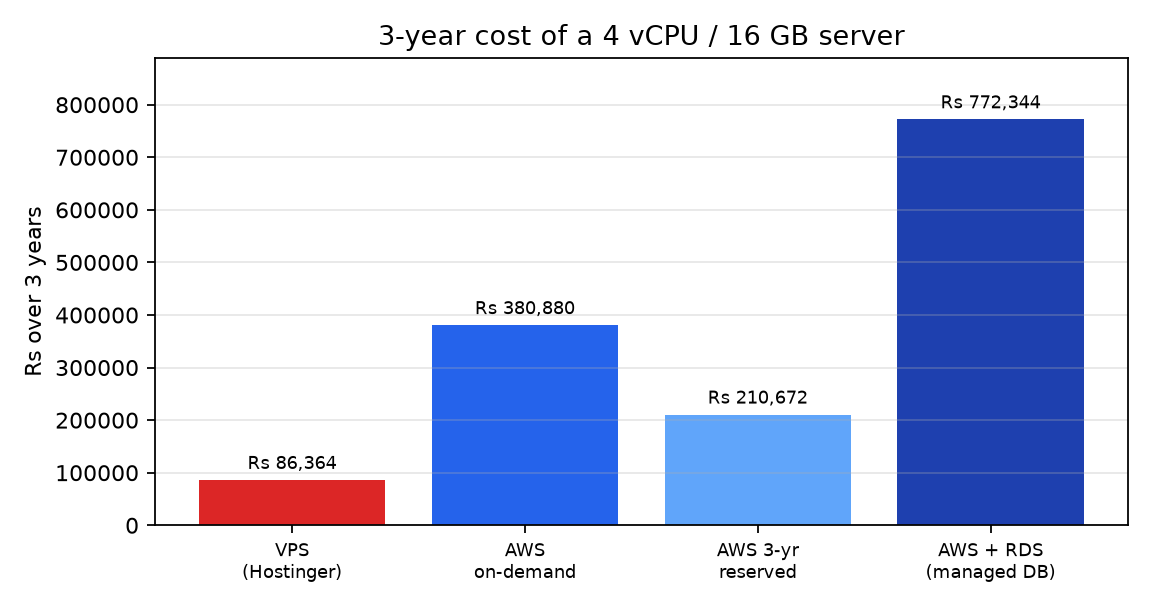 3-year cost of a 4 vCPU / 16 GB server
Rs over 3 years
800000
700000
600000
500000
400000
300000
200000
100000
0
Rs 86,364
Rs 380,880
Rs 210,672
Rs 772,344
VPS
(Hostinger)
AWS
on-demand
AWS 3-yr
reserved
AWS + RDS
(managed DB)